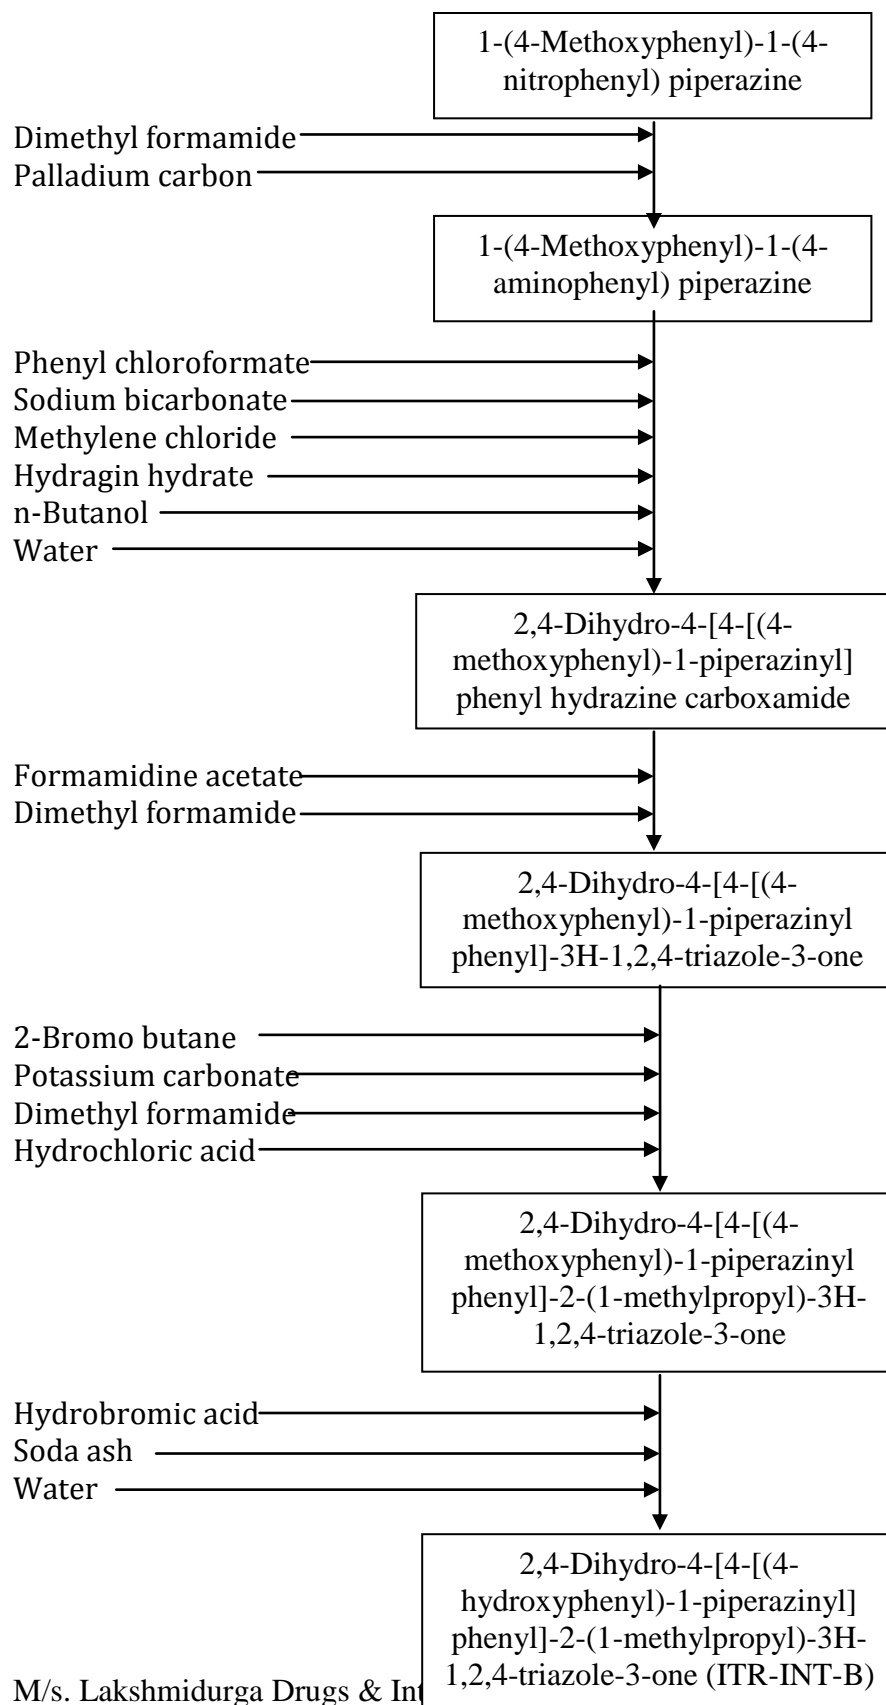 1-(4-Methoxyphenyl)-1-(4-
nitrophenyl) piperazine
Dimethyl formamide
Palladium carbon
1-(4-Methoxyphenyl)-1-(4-
aminophenyl) piperazine
Phenyl chloroformate
Sodium bicarbonate
Methylene chloride
Hydragin hydrate
n-Butanol
Water
2,4-Dihydro-4-[4-[(4-
methoxyphenyl)-1-piperazinyl]
phenyl hydrazine carboxamide
Formamidine acetate
Dimethyl formamide
2,4-Dihydro-4-[4-[(4-
methoxyphenyl)-1-piperazinyl
phenyl]-3H-1,2,4-triazole-3-one
2-Bromo butane
Potassium carbonate
Dimethyl formamide
Hydrochloric acid
2,4-Dihydro-4-[4-[(4-
methoxyphenyl)-1-piperazinyl
phenyl]-2-(1-methylpropyl)-3H-
1,2,4-triazole-3-one
Hydrobromic acid
Soda ash
Water
2,4-Dihydro-4-[4-[(4-
hydroxyphenyl)-1-piperazinyl]
phenyl]-2-(1-methylpropyl)-3H-
1,2,4-triazole-3-one (ITR-INT-B)
M/s. Lakshmidurga Drugs &